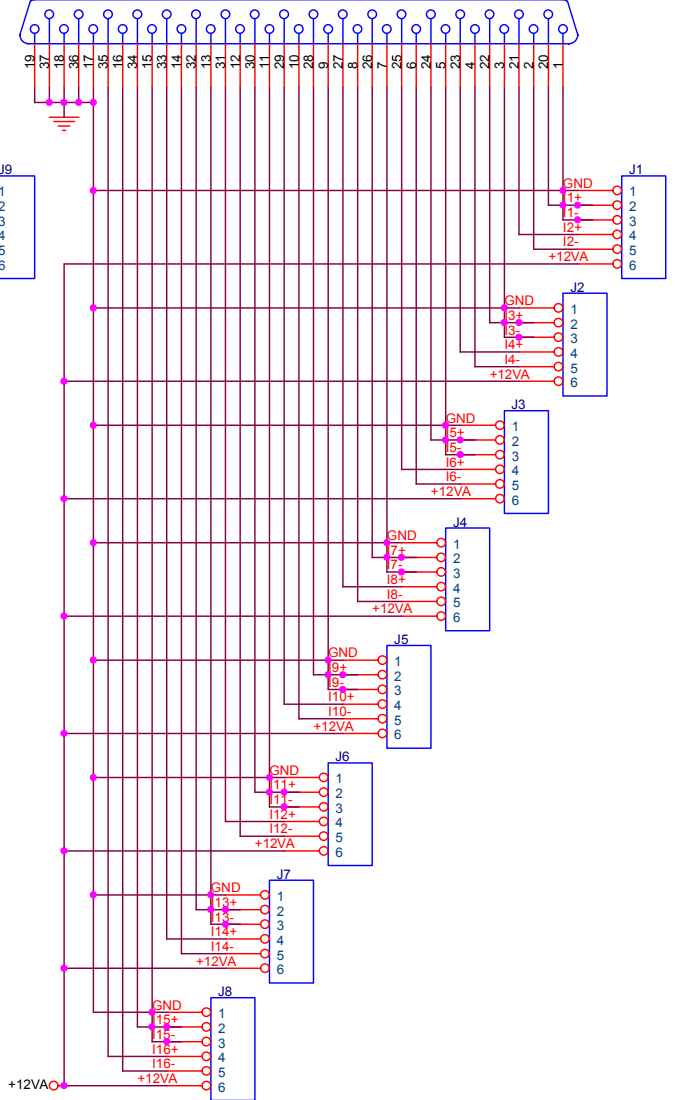 19 37 18 36 17 35 16 34 15 33 14 32 13 31 12 30 11 29 10 28 9 27 8 26 7 25 6 24 5 23 4 22 3 21 2 20 1
J9
1
2
3
4
5
6
J1
GND 1
I1+ 2
I1- 3
I2+ 4
I2- 5
+12VA 6
J2
GND 1
I3+ 2
I3- 3
I4+ 4
I4- 5
+12VA 6
J3
GND 1
I5+ 2
I5- 3
I6+ 4
I6- 5
+12VA 6
J4
GND 1
I7+ 2
I7- 3
I8+ 4
I8- 5
+12VA 6
J5
GND 1
I9+ 2
I9- 3
I10+ 4
I10- 5
+12VA 6
J6
GND 1
I11+ 2
I11- 3
I12+ 4
I12- 5
+12VA 6
J7
GND 1
I13+ 2
I13- 3
I14+ 4
I14- 5
+12VA 6
J8
GND 1
I15+ 2
I15- 3
I16+ 4
I16- 5
+12VA +12VA 6